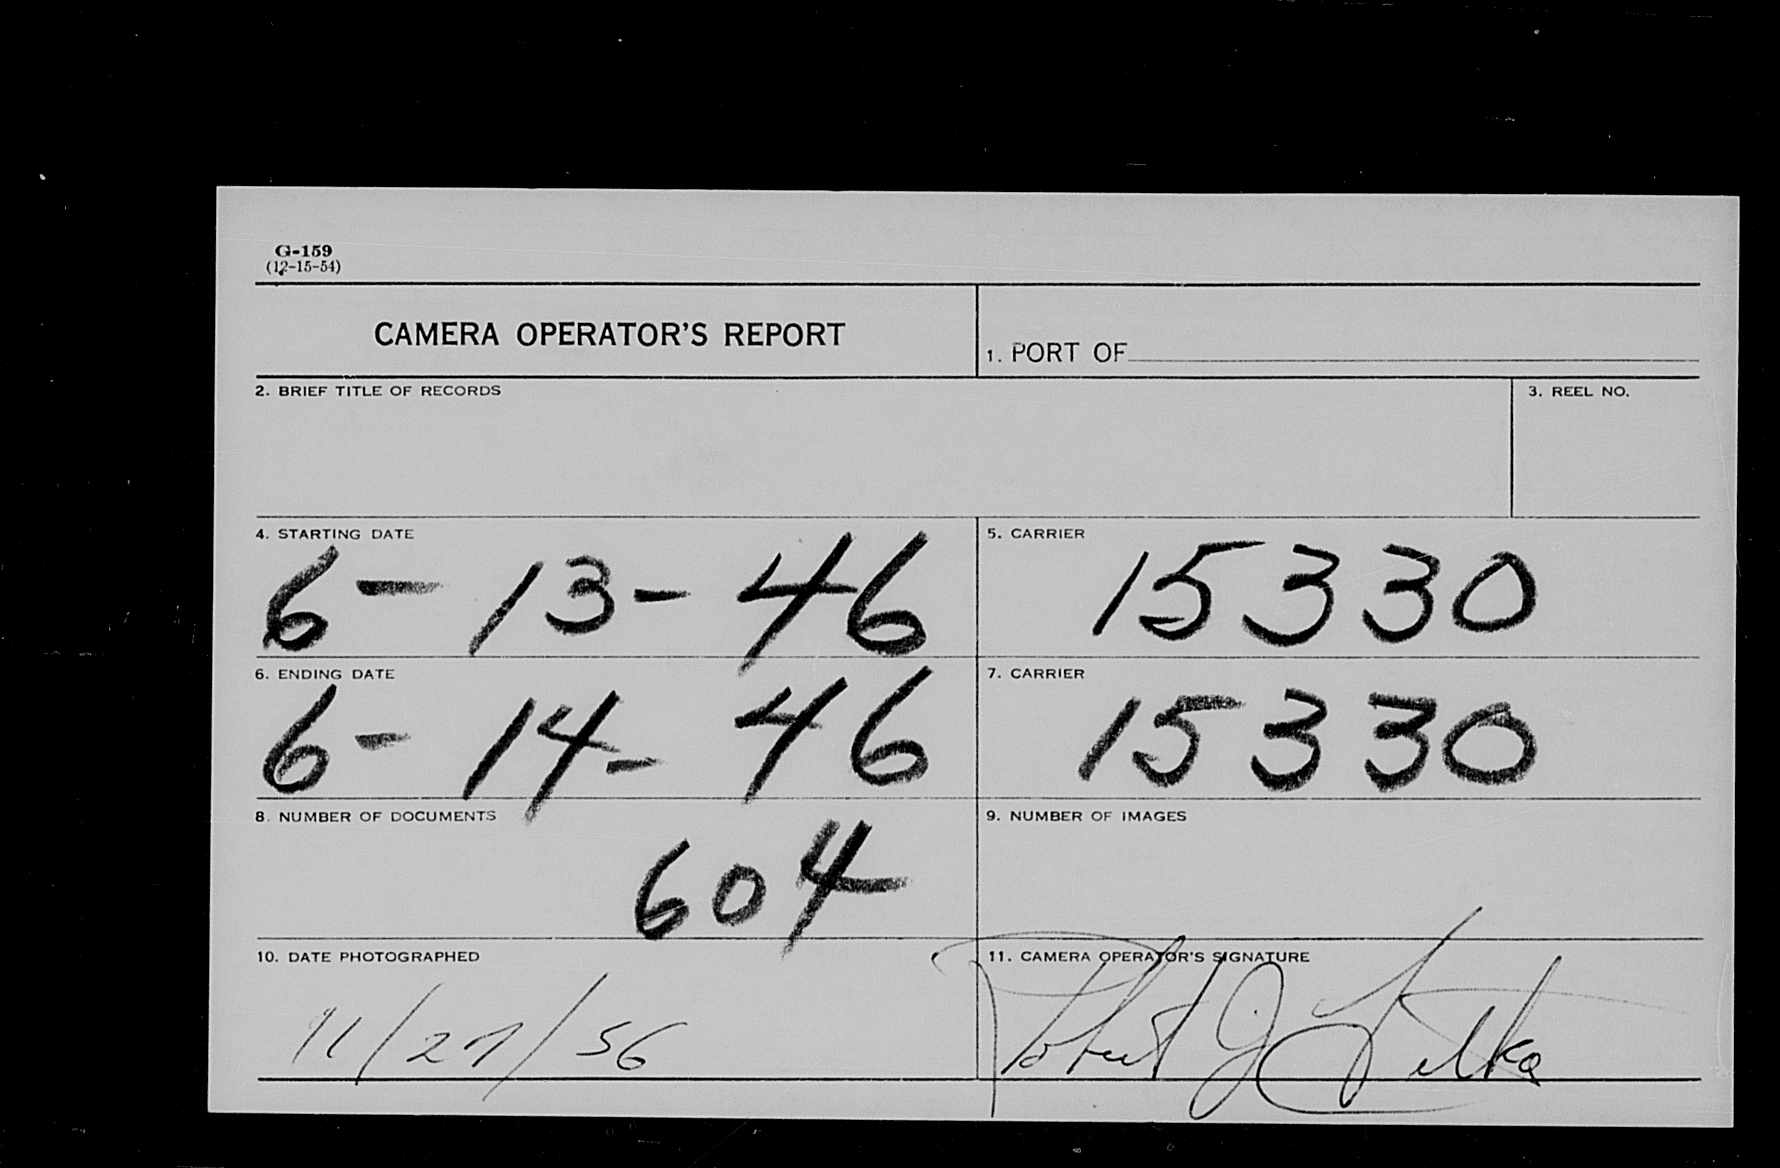 G-159
(12-15-54)
CAMERA OPERATOR'S REPORT
1. PORT OF
2. BRIEF TITLE OF RECORDS
3. REEL NO.
4. STARTING DATE
6-13-46
5. CARRIER
15330
6. ENDING DATE
6-14-46
7. CARRIER
15330
8. NUMBER OF DOCUMENTS
604
9. NUMBER OF IMAGES
10. DATE PHOTOGRAPHED
11/27/56
11. CAMERA OPERATOR'S SIGNATURE
Robert J.